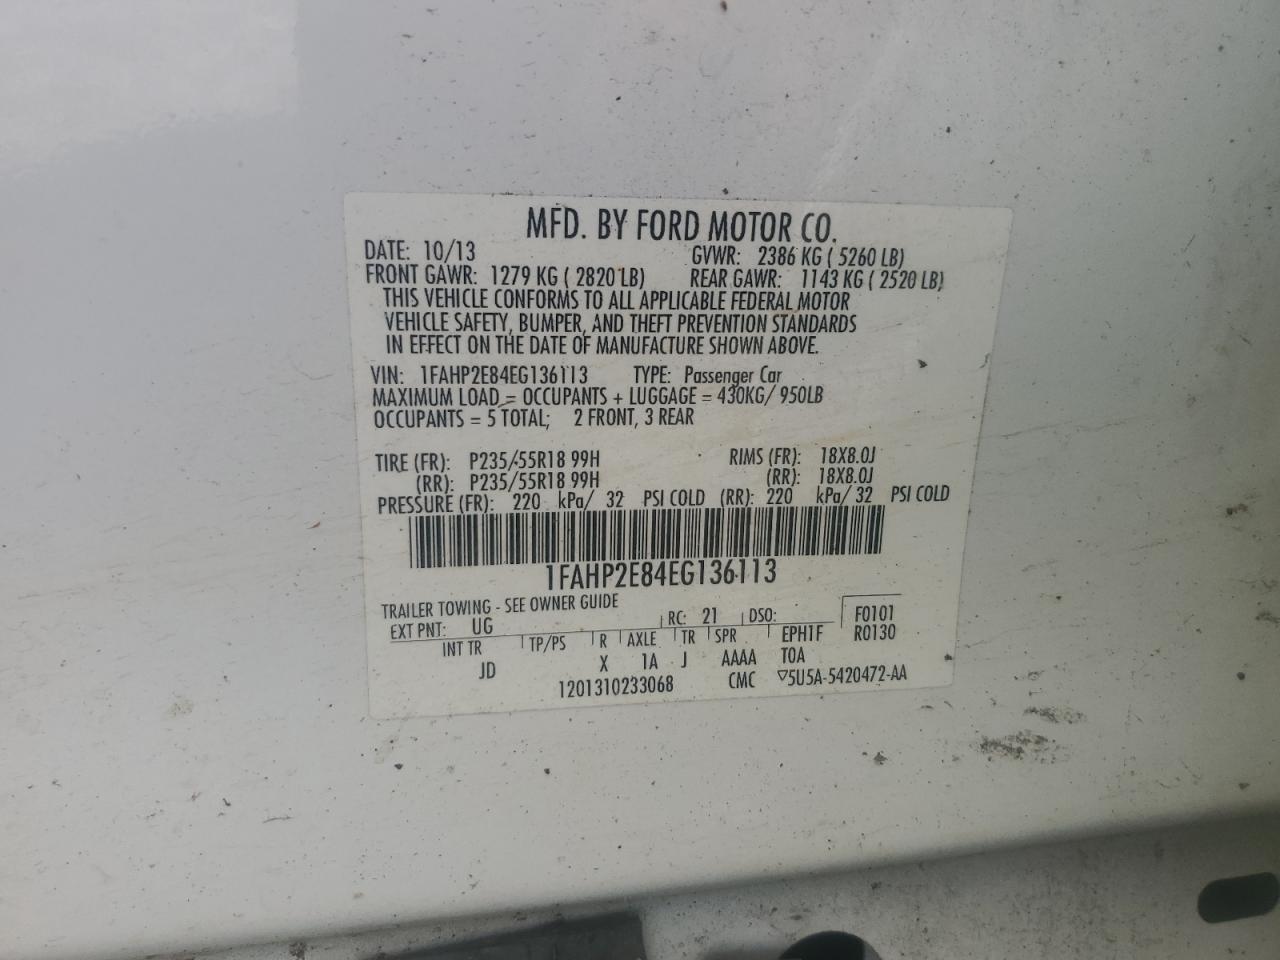 MFD. BY FORD MOTOR CO.
DATE: 10/13 GVWR: 2386 KG ( 5260 LB)
FRONT GAWR: 1279 KG ( 2820 LB) REAR GAWR: 1143 KG ( 2520 LB)
THIS VEHICLE CONFORMS TO ALL APPLICABLE FEDERAL MOTOR
VEHICLE SAFETY, BUMPER, AND THEFT PREVENTION STANDARDS
IN EFFECT ON THE DATE OF MANUFACTURE SHOWN ABOVE.
VIN: 1FAHP2E84EG136113 TYPE: Passenger Car
MAXIMUM LOAD = OCCUPANTS + LUGGAGE = 430KG/ 950LB
OCCUPANTS = 5 TOTAL; 2 FRONT, 3 REAR
TIRE (FR): P235/55R18 99H RIMS (FR): 18X8.0J
(RR): P235/55R18 99H (RR): 18X8.0J
PRESSURE (FR): 220 kPa/ 32 PSI COLD (RR): 220 kPa/ 32 PSI COLD
1FAHP2E84EG136113
TRAILER TOWING - SEE OWNER GUIDE
EXT PNT: UG RC: 21 DSO: F0101
INT TR TP/PS R AXLE TR SPR EPH1F R0130
JD X 1A J AAAA T0A
1201310233068 CMC ▽5U5A-5420472-AA